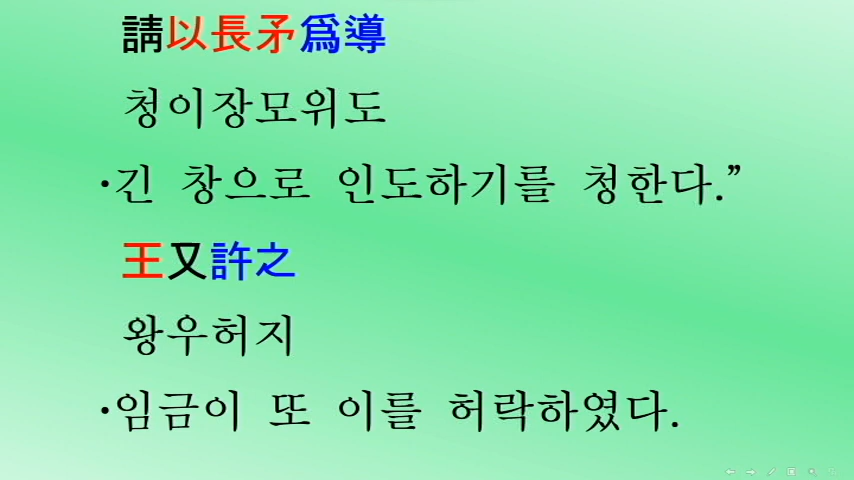 請以長矛爲導
청이장모위도
•긴 창으로 인도하기를 청한다.”
王又許之
왕우허지
•임금이 또 이를 허락하였다.